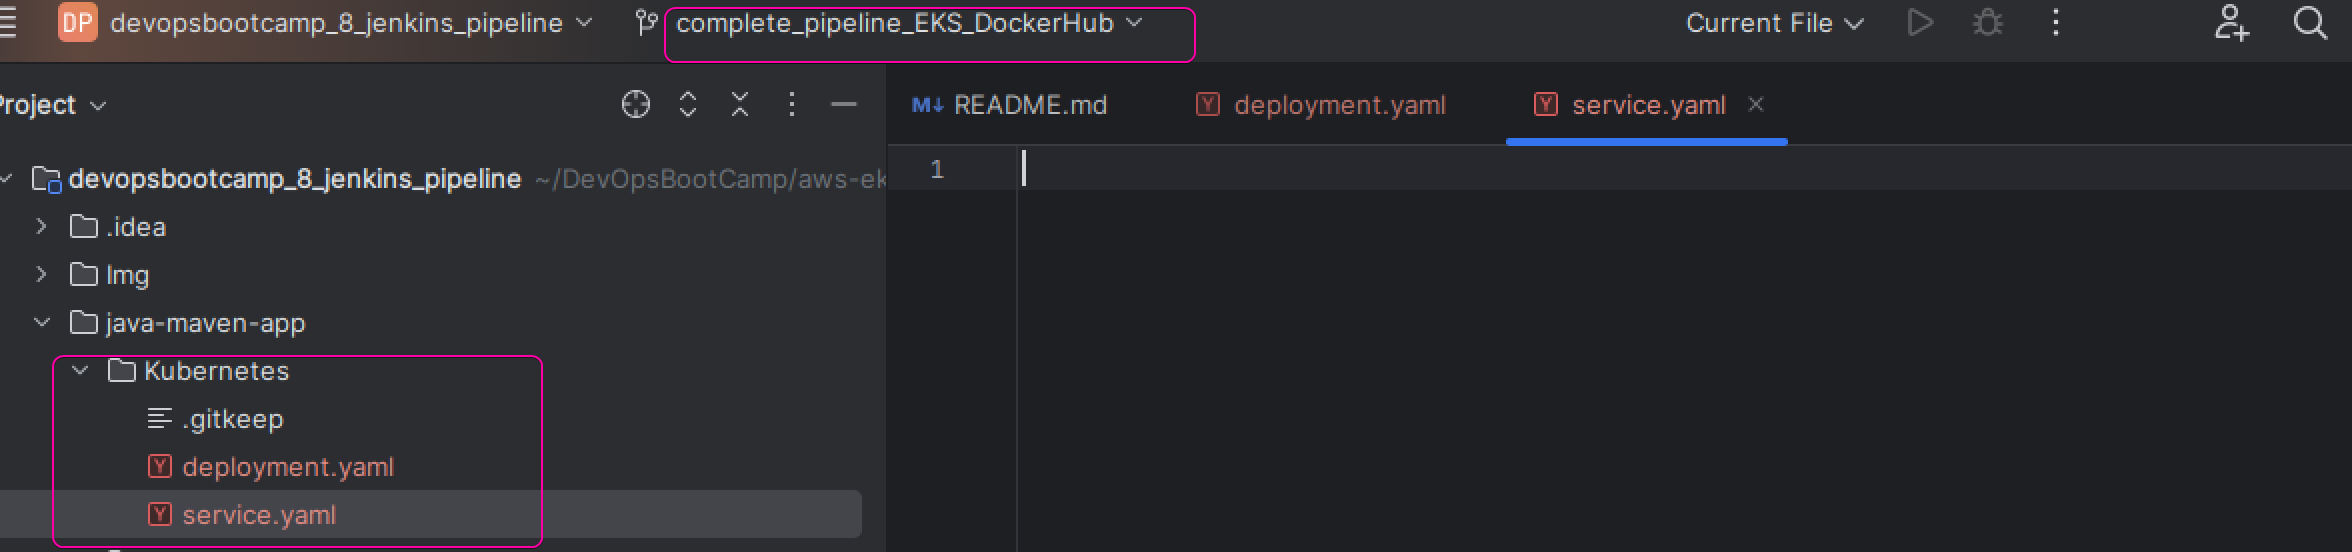 DP devopsbootcamp_8_jenkins_pipeline complete_pipeline_EKS_DockerHub Current File
Project
README.md deployment.yaml service.yaml
devopsbootcamp_8_jenkins_pipeline ~/DevOpsBootCamp/aws-ek
1
.idea
Img
java-maven-app
Kubernetes
.gitkeep
Y deployment.yaml
Y service.yaml